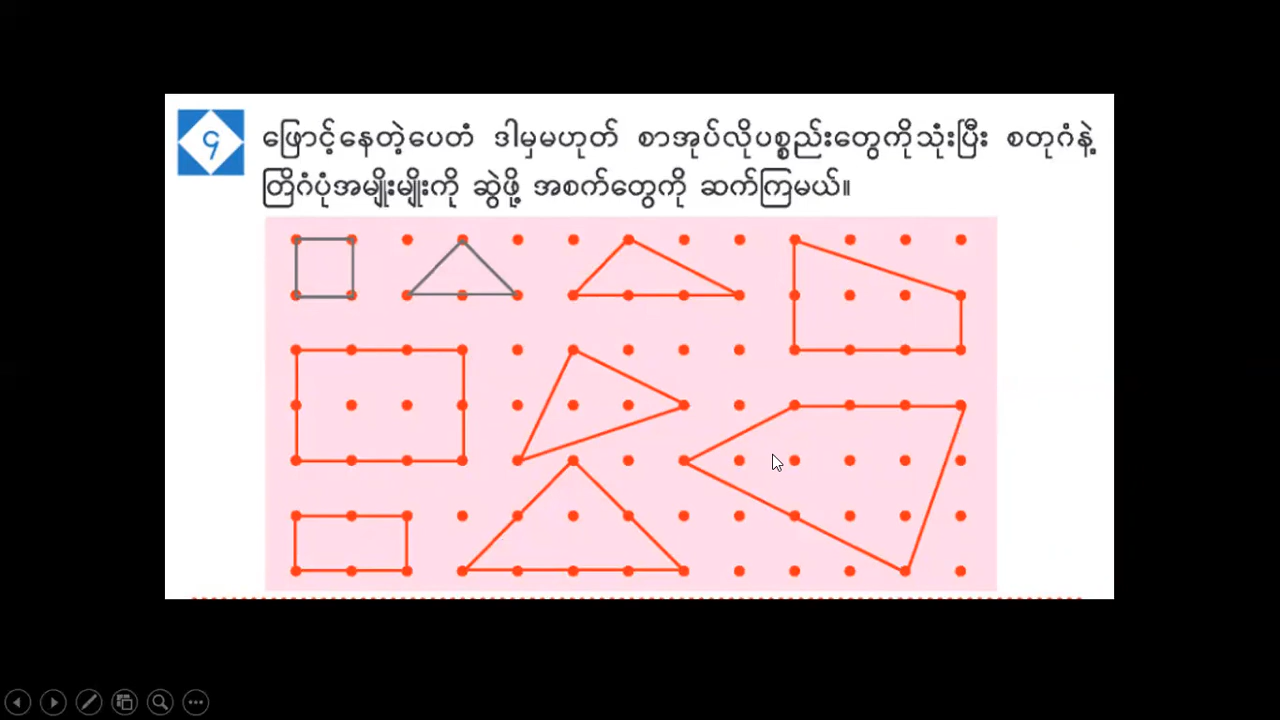 ၄
ဖြောင့်နေတဲ့ပေတံ ဒါမှမဟုတ် စာအုပ်လိုပစ္စည်းတွေကိုသုံးပြီး စတုဂံနဲ့
တြိဂံပုံအမျိုးမျိုးကို ဆွဲဖို့ အစက်တွေကို ဆက်ကြမယ်။